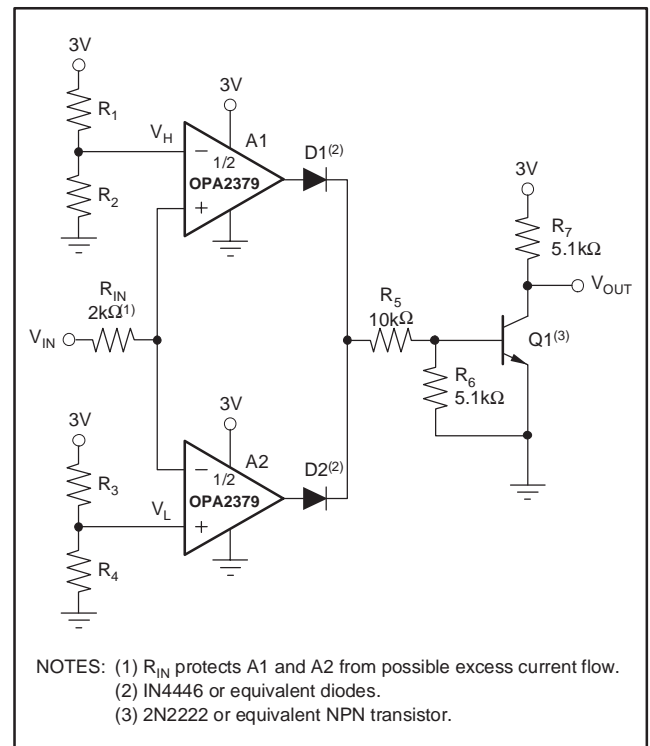 3V
R1
VH
R2
3V
A1
1/2
OPA2379
−
+
D1(2)
RIN
2kΩ(1)
VIN
3V
R7
5.1kΩ
VOUT
R5
10kΩ
Q1(3)
R6
5.1kΩ
3V
R3
VL
R4
3V
A2
−
1/2
OPA2379
+
D2(2)
NOTES: (1) RIN protects A1 and A2 from possible excess current flow.
(2) IN4446 or equivalent diodes.
(3) 2N2222 or equivalent NPN transistor.